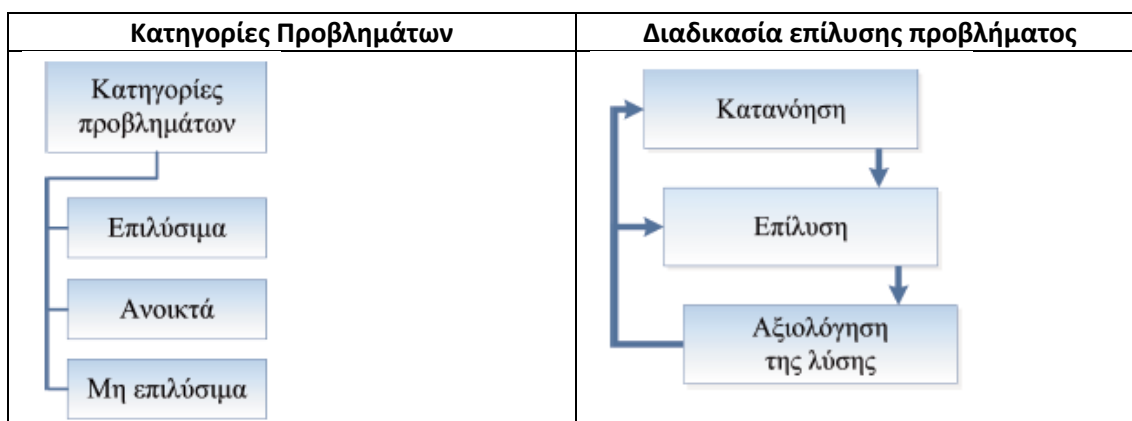 Κατηγορίες Προβλημάτων
Διαδικασία επίλυσης προβλήματος
Κατηγορίες
προβλημάτων
Επιλύσιμα
Ανοικτά
Μη επιλύσιμα
Κατανόηση
Επίλυση
Αξιολόγηση
της λύσης